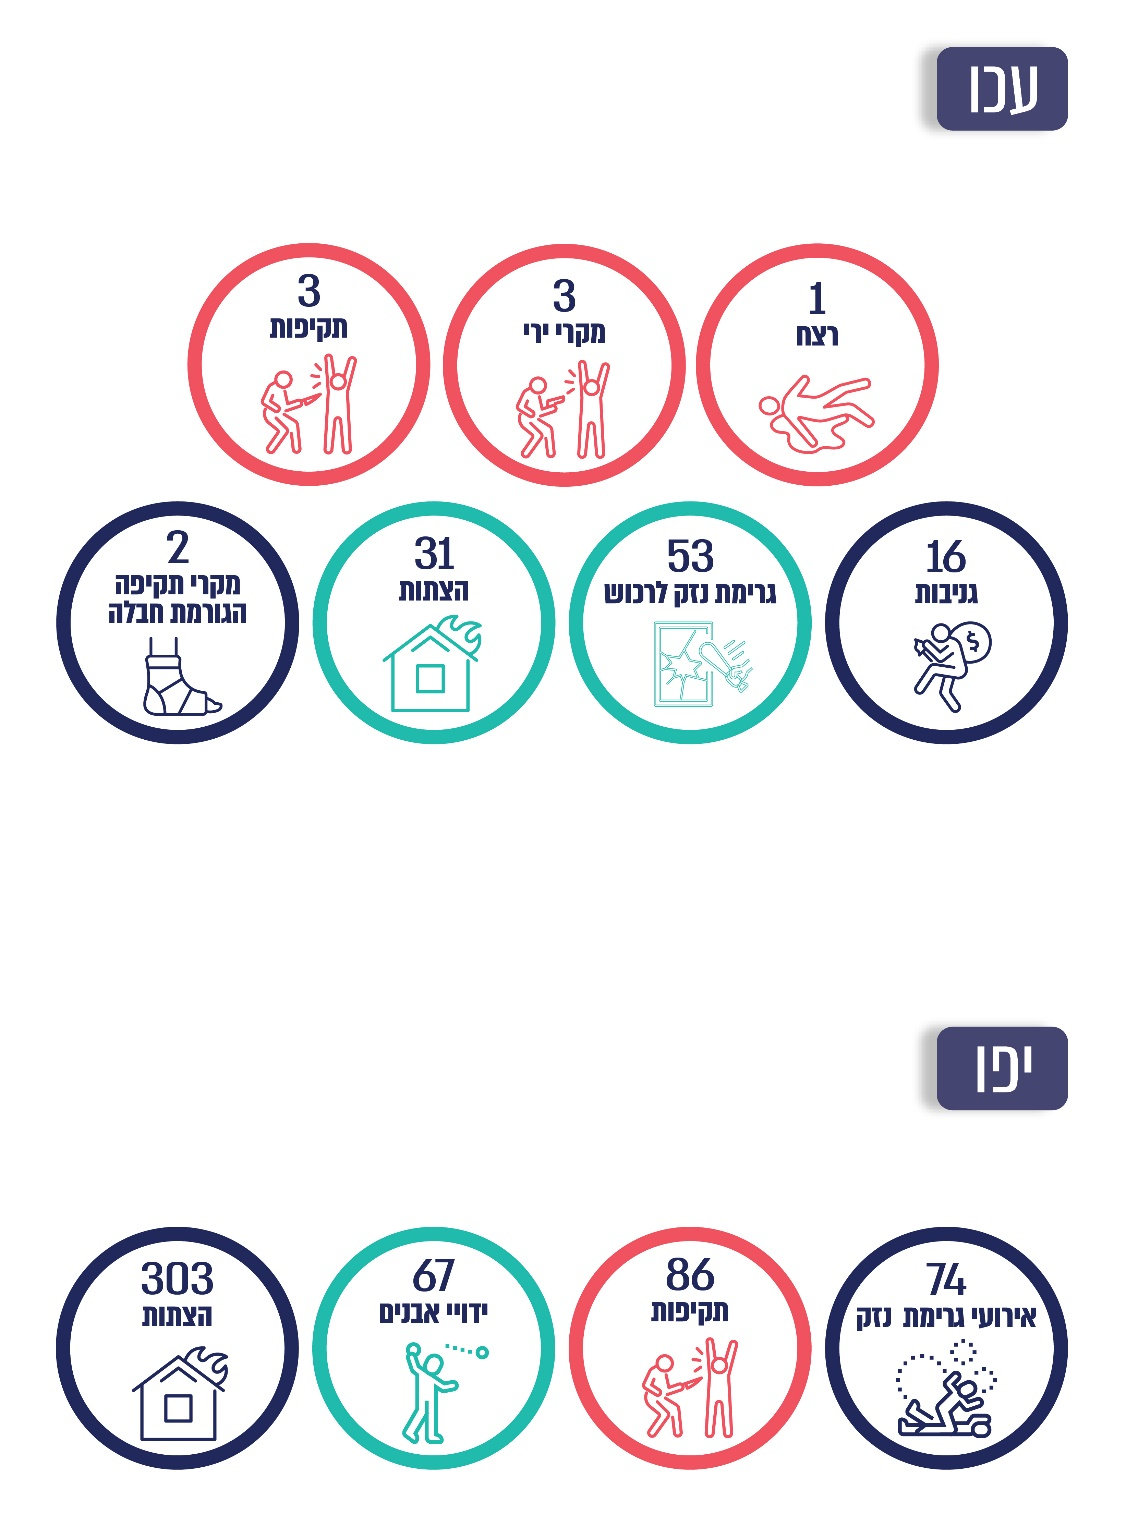 עכו
1
רצח
3
מקרי ירי
3
תקיפות
16
גניבות
53
גרימת נזק לרכוש
31
הצתות
2
מקרי תקיפה
הגורמת חבלה
יפו
74
אירועי גרימת נזק
86
תקיפות
67
ידויי אבנים
303
הצתות